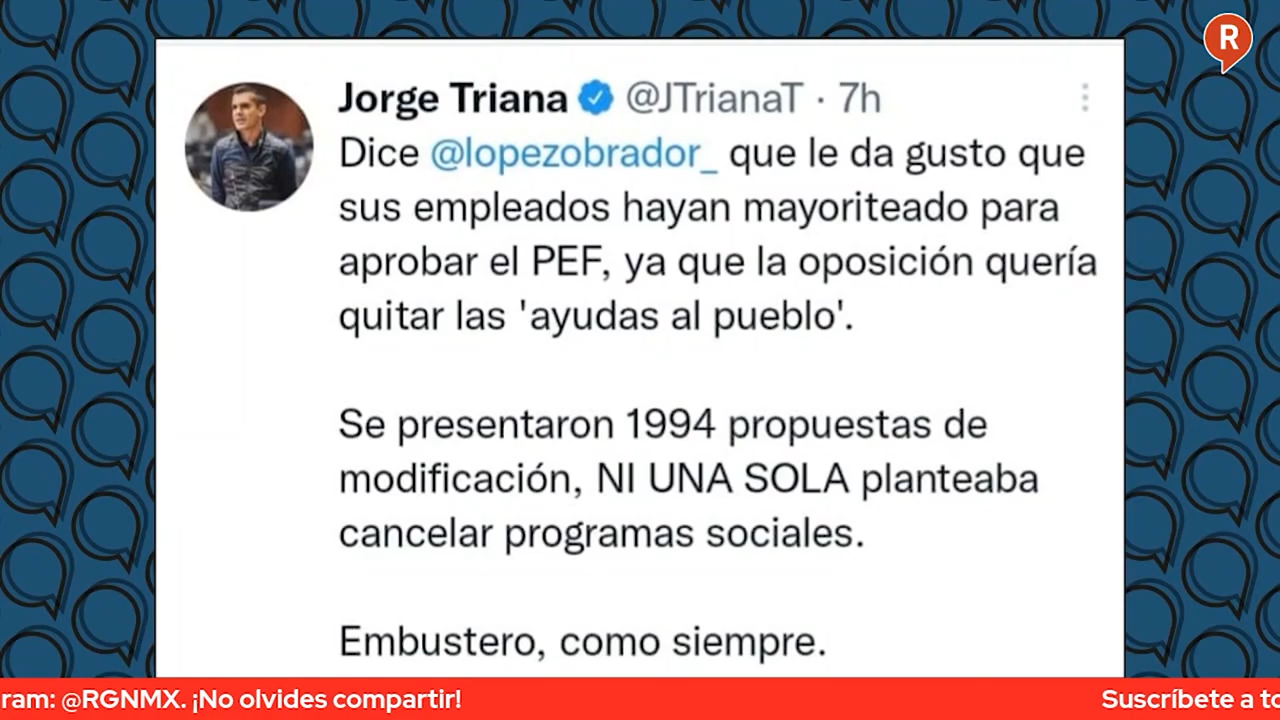 R
Jorge Triana @JTrianaT · 7h
Dice @lopezobrador_ que le da gusto que
sus empleados hayan mayoriteado para
aprobar el PEF, ya que la oposición quería
quitar las 'ayudas al pueblo'.
Se presentaron 1994 propuestas de
modificación, NI UNA SOLA planteaba
cancelar programas sociales.
Embustero, como siempre.
ram: @RGNMX. ¡No olvides compartir!
Suscríbete a to